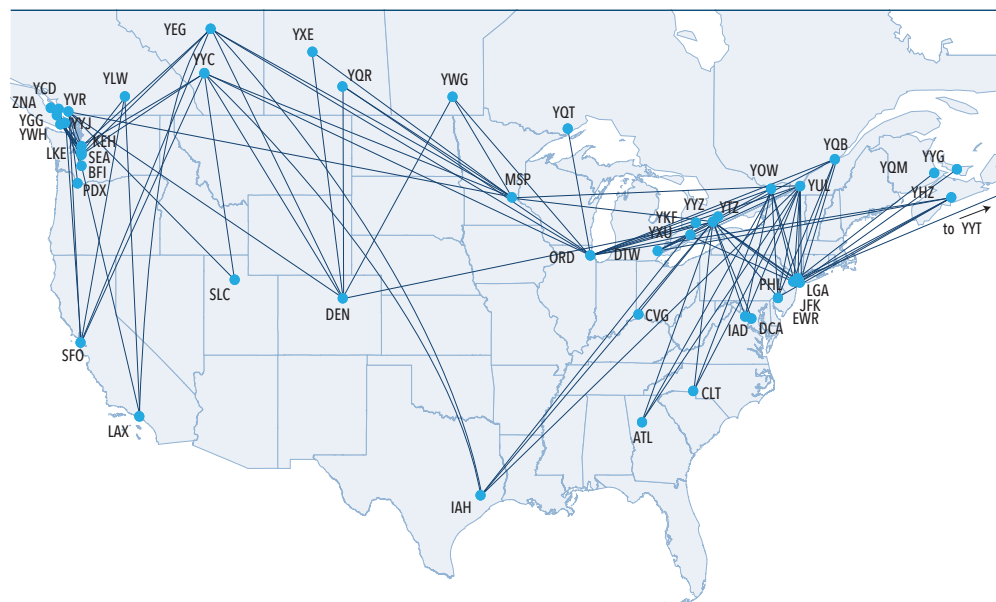 YEG
YXE
YYC
YQR
YWG
YLW
YCD
ZNA
YVR
YQT
YGG
YYJ
YWH
KEH
LKE
SEA
BFI
PDX
YQB
YQM
YYG
YOW
YUL
MSP
YHZ
YYZ
YTZ
YKF
YXU
to YYT
ORD
DTW
SLC
PHL
LGA
JFK
EWR
DEN
CVG
IAD
DCA
SFO
CLT
LAX
ATL
IAH